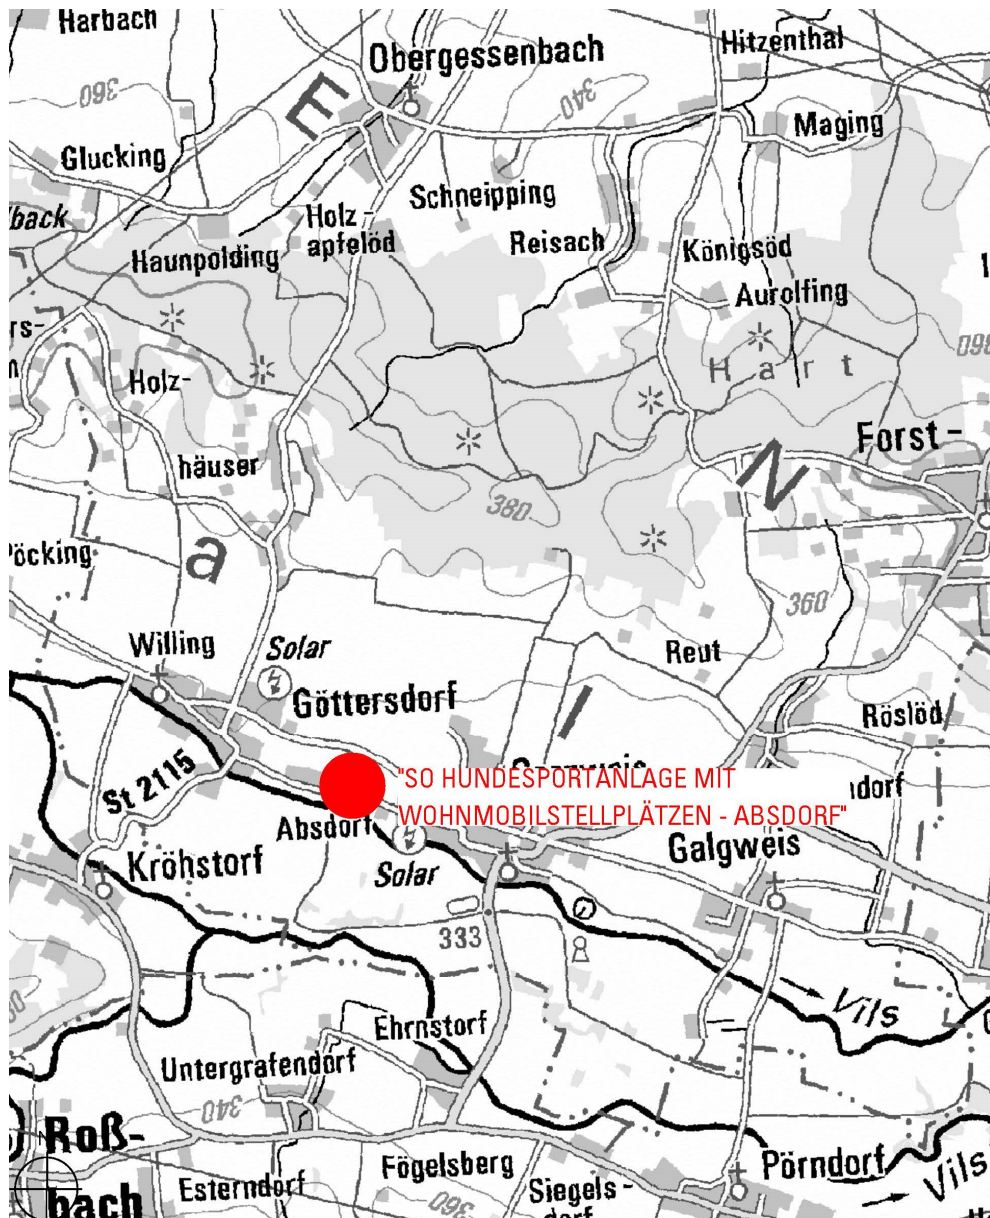 Harbach
Obergessenbach
Hitzenthal
360
340
E
Maging
Glucking
Schneipping
Holz-
apfelöd
Reisach
Königsöd
Haunpolding
Aurolfing
Holz-
Hart
häuser
Forst-
N
380
a
360
Willing
Solar
Reut
Göttersdorf
Röslöd
St 2115
"SO HUNDESPORTANLAGE MIT
WOHNMOBILSTELLPLÄTZEN - ABSDORF"
Absdorf
Kröhstorf
Solar
Galgweis
333
Vils
Ehrnstorf
Untergrafendorf
340
Roß-
bach
Fögelsberg
Pörndorf
Vils
Esterndorf
Siegels-
360